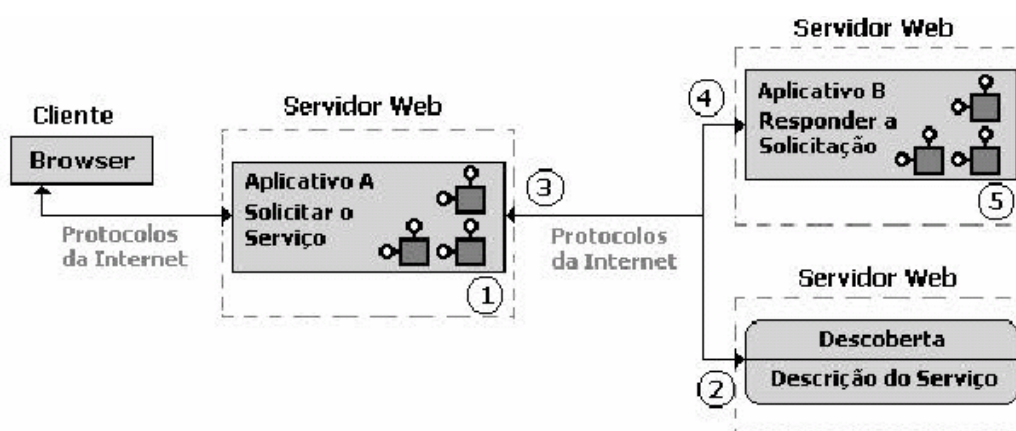 Cliente
Browser
Protocolos
da Internet
Servidor Web
Aplicativo A
Solicitar o
Serviço
1
3
Protocolos
da Internet
Servidor Web
4
Aplicativo B
Responder a
Solicitação
5
Servidor Web
2
Descoberta
Descrição do Serviço